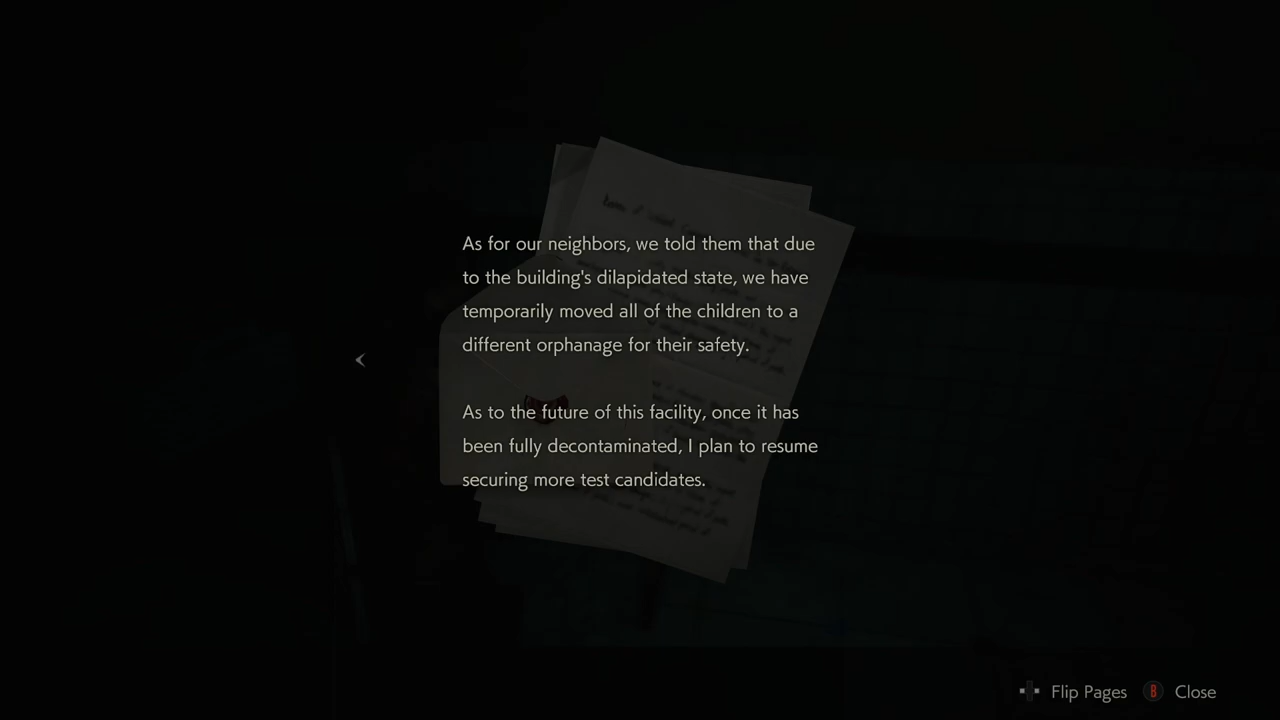 As for our neighbors, we told them that due
to the building's dilapidated state, we have
temporarily moved all of the children to a
different orphanage for their safety.
As to the future of this facility, once it has
been fully decontaminated, I plan to resume
securing more test candidates.
Flip Pages B Close